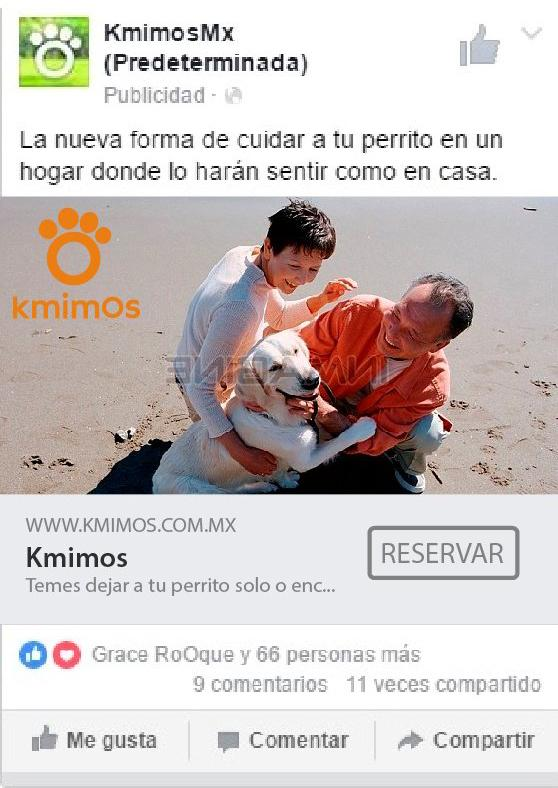 KmimosMx
(Predeterminada)
Publicidad ·
La nueva forma de cuidar a tu perrito en un
hogar donde lo harán sentir como en casa.
kmimos
WWW.KMIMOS.COM.MX
Kmimos
RESERVAR
Temes dejar a tu perrito solo o enc...
Grace RoOque y 66 personas más
9 comentarios 11 veces compartido
Me gusta Comentar Compartir